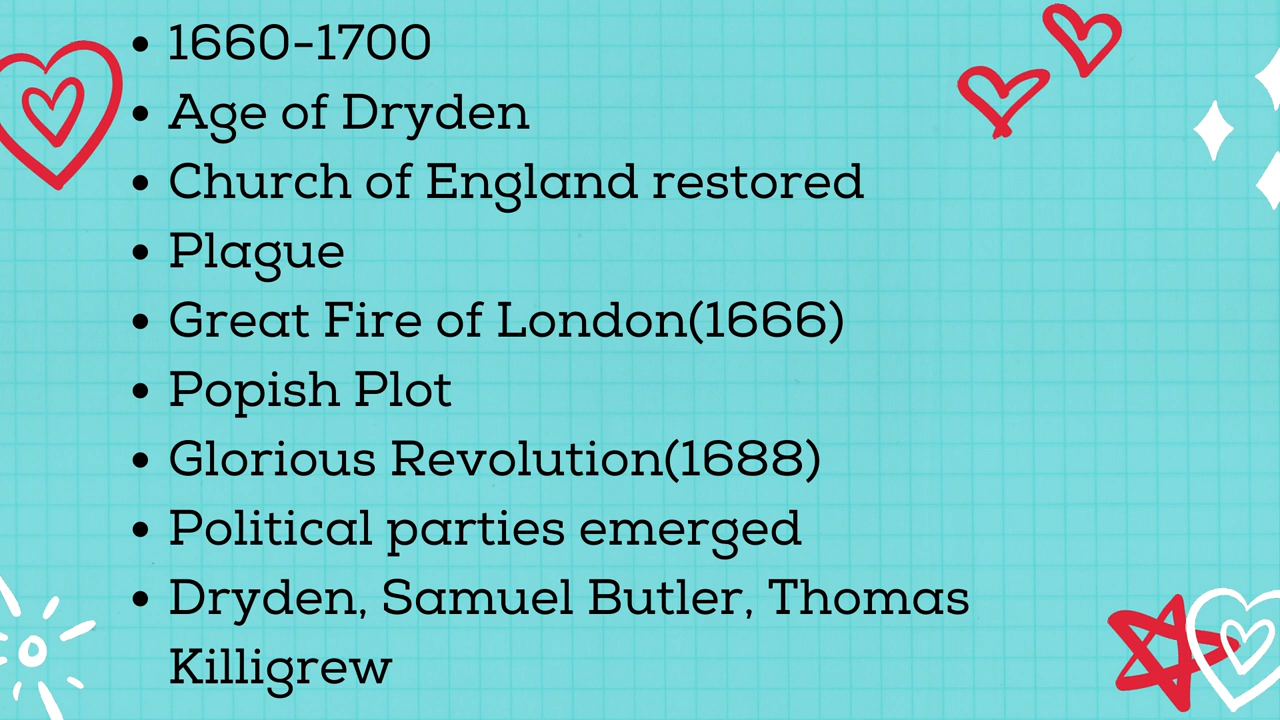 • 1660-1700
• Age of Dryden
• Church of England restored
• Plague
• Great Fire of London(1666)
• Popish Plot
• Glorious Revolution(1688)
• Political parties emerged
• Dryden, Samuel Butler, Thomas
Killigrew